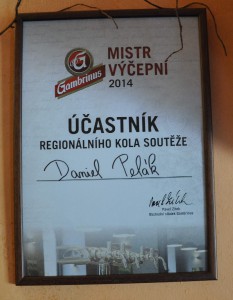 G
Gambrinus
MISTR
VÝČEPNÍ
2014
ÚČASTNÍK
REGIONÁLNÍHO KOLA SOUTĚŽE
Daniel Pelák